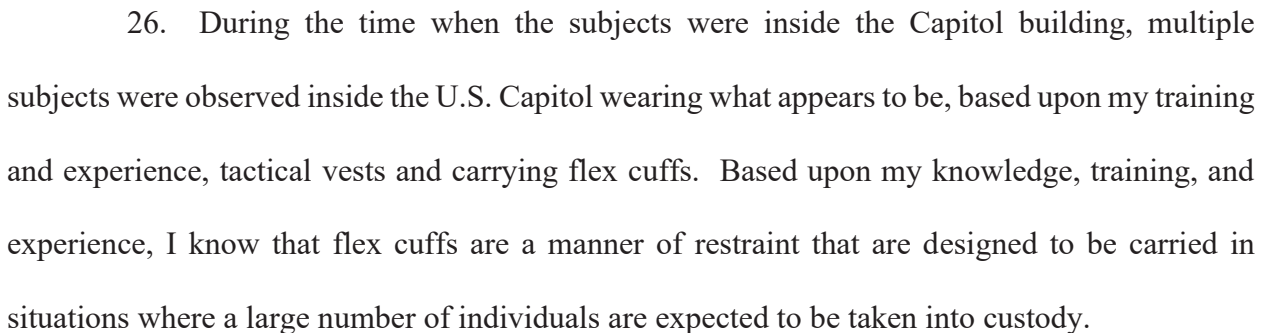 26. During the time when the subjects were inside the Capitol building, multiple
subjects were observed inside the U.S. Capitol wearing what appears to be, based upon my training
and experience, tactical vests and carrying flex cuffs. Based upon my knowledge, training, and
experience, I know that flex cuffs are a manner of restraint that are designed to be carried in
situations where a large number of individuals are expected to be taken into custody.